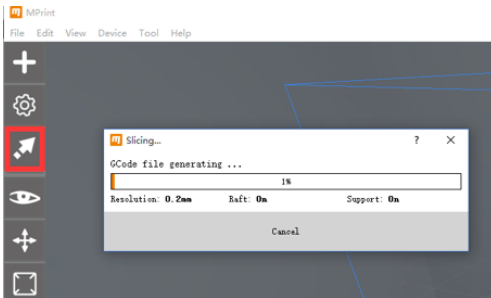 MPrint
File Edit View Device Tool Help
Slicing...
GCode file generating ...
1%
Resolution: 0.2mm Raft: On Support: On
Cancel